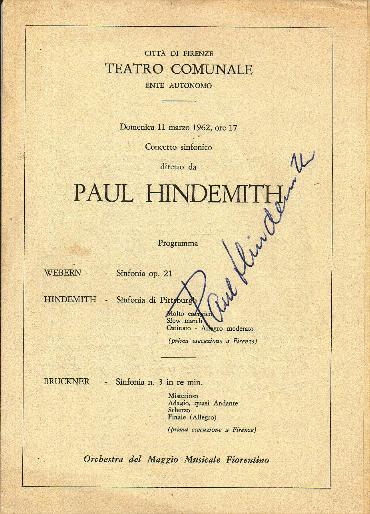 CITTÀ DI FIRENZE
TEATRO COMUNALE
ENTE AUTONOMO
Domenica 11 marzo 1962, ore 17
Concerto sinfonico
diretto da
PAUL HINDEMITH
Paul Hindemith
Programma
WEBERN Sinfonia op. 21
HINDEMITH - Sinfonia di Pittsburgh
Molto energico
Slow march
Ostinato - Allegro moderato
(prima esecuzione a Firenze)
BRUCKNER - Sinfonia n. 3 in re min.
Misterioso
Adagio, quasi Andante
Scherzo
Finale (Allegro)
(prima esecuzione a Firenze)
Orchestra del Maggio Musicale Fiorentino